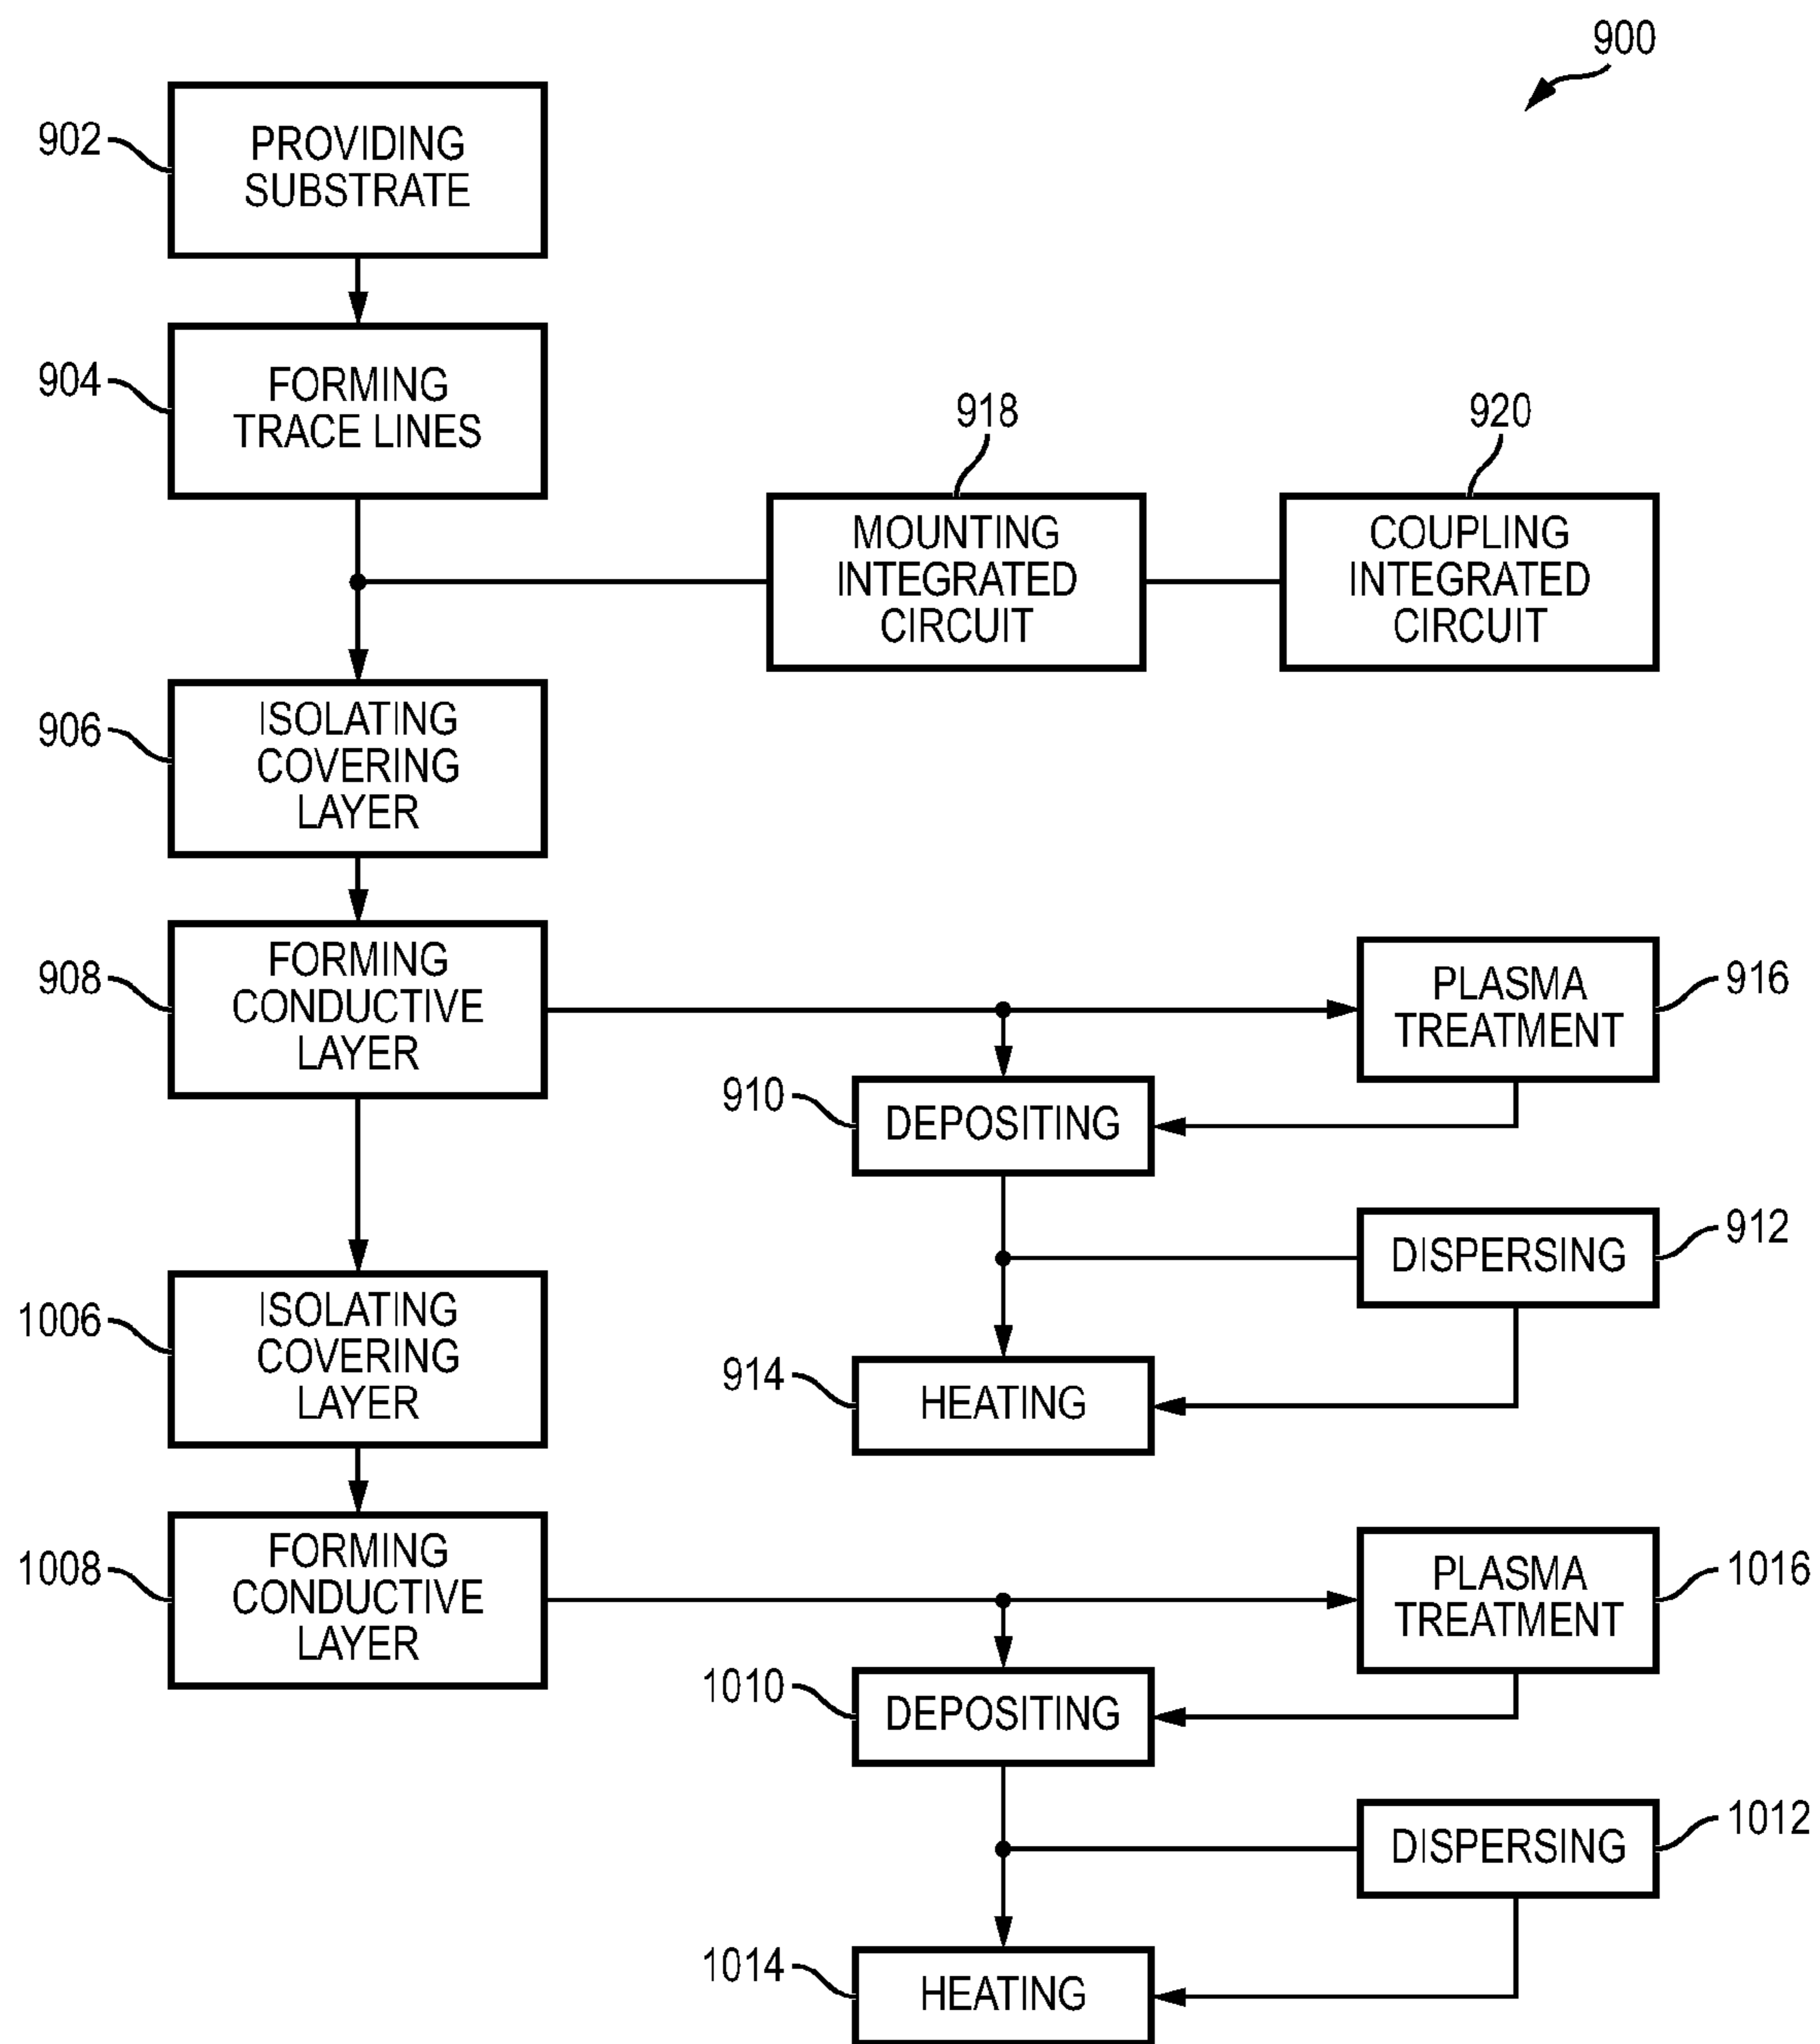 900
902
PROVIDING
SUBSTRATE
904
FORMING
TRACE LINES
918
MOUNTING
INTEGRATED
CIRCUIT
920
COUPLING
INTEGRATED
CIRCUIT
906
ISOLATING
COVERING
LAYER
908
FORMING
CONDUCTIVE
LAYER
PLASMA
TREATMENT
916
910
DEPOSITING
DISPERSING
912
914
HEATING
1006
ISOLATING
COVERING
LAYER
1008
FORMING
CONDUCTIVE
LAYER
PLASMA
TREATMENT
1016
1010
DEPOSITING
DISPERSING
1012
1014
HEATING